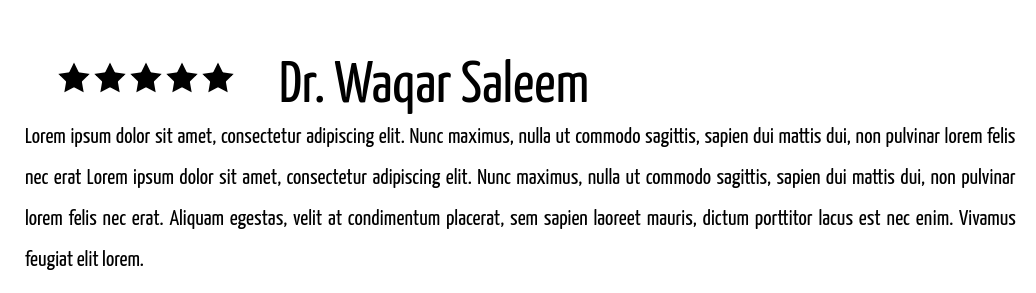 ★★★★★ Dr. Waqar Saleem
Lorem ipsum dolor sit amet, consectetur adipiscing elit. Nunc maximus, nulla ut commodo sagittis, sapien dui mattis dui, non pulvinar lorem felis
nec erat Lorem ipsum dolor sit amet, consectetur adipiscing elit. Nunc maximus, nulla ut commodo sagittis, sapien dui mattis dui, non pulvinar
lorem felis nec erat. Aliquam egestas, velit at condimentum placerat, sem sapien laoreet mauris, dictum porttitor lacus est nec enim. Vivamus
feugiat elit lorem.